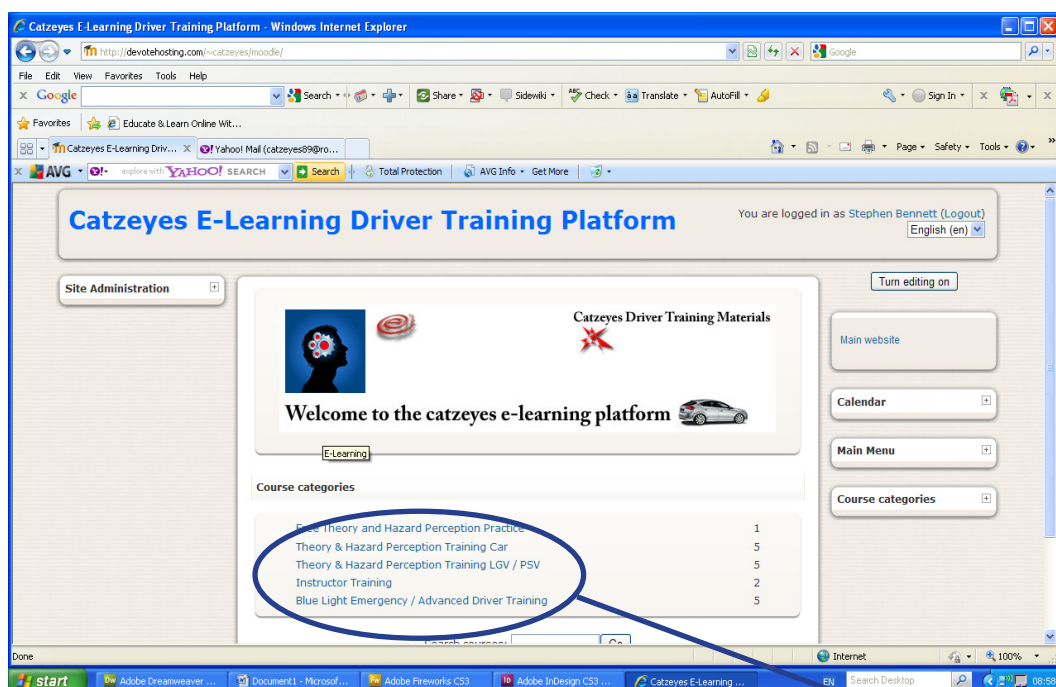 Catzeyes E-Learning Driver Training Platform - Windows Internet Explorer
http://devotehosting.com/~catzeyes/moodle/
Google
File Edit View Favorites Tools Help
x Google Search Share Sidewiki Check Translate AutoFill Sign In
Favorites Educate & Learn Online Wit...
Catzeyes E-Learning Driv... X Yahoo! Mail (catzeyes89@ro... Page Safety Tools
AVG explore with YAHOO! SEARCH Search Total Protection AVG Info Get More
Catzeyes E-Learning Driver Training Platform
You are logged in as Stephen Bennett (Logout)
English (en)
Site Administration
Turn editing on
Catzeyes Driver Training Materials
Welcome to the catzeyes e-learning platform
E-Learning
Main website
Calendar
Main Menu
Course categories
Course categories
Free Theory and Hazard Perception Practice 1
Theory & Hazard Perception Training Car 5
Theory & Hazard Perception Training LGV / PSV 5
Instructor Training 2
Blue Light Emergency / Advanced Driver Training 5
Search courses: Go
Done Internet 100%
start Adobe Dreamweaver ... Document1 - Microsof... Adobe Fireworks CS3 Adobe InDesign CS3 ... Catzeyes E-Learning ... EN Search Desktop 08:58